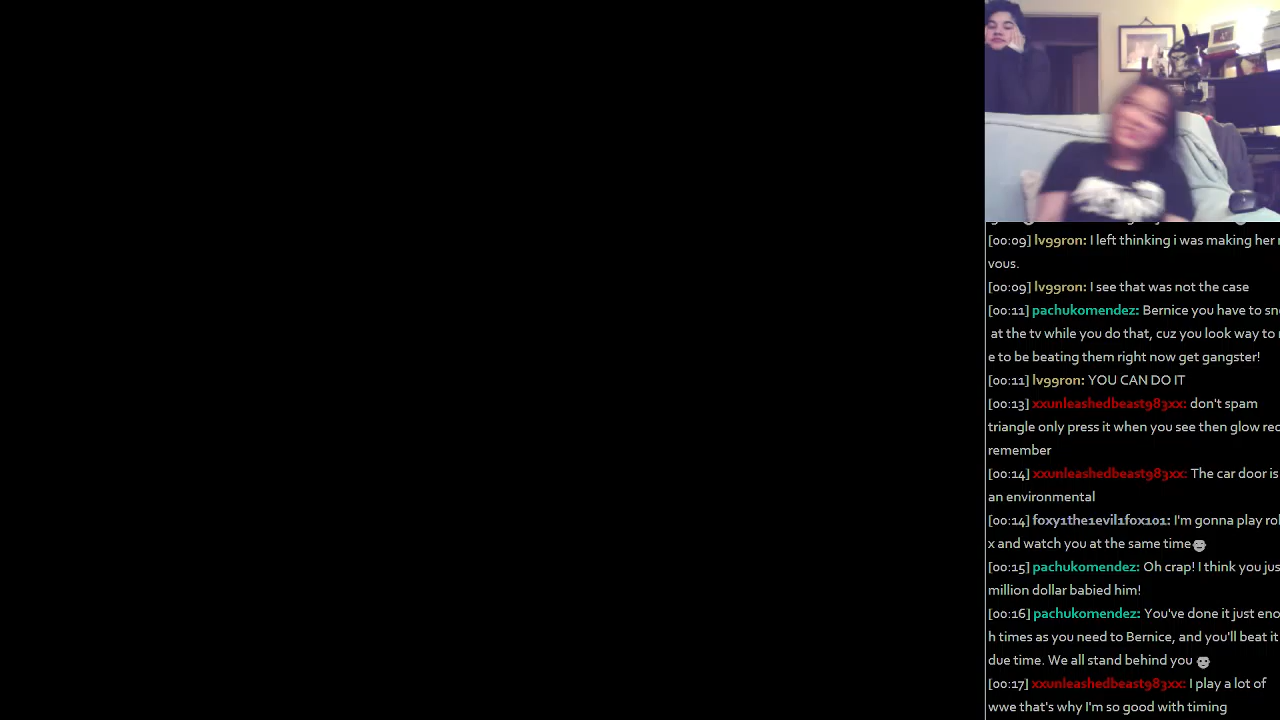 [00:09] lv99ron: I left thinking i was making her
vous.
[00:09] lv99ron: I see that was not the case
[00:11] pachukomendez: Bernice you have to sn
at the tv while you do that, cuz you look way to
e to be beating them right now get gangster!
[00:11] lv99ron: YOU CAN DO IT
[00:13] xxunleashedbeast983xx: don't spam
triangle only press it when you see then glow red
remember
[00:14] xxunleashedbeast983xx: The car door is
an environmental
[00:14] foxy1the1evil1fox101: I'm gonna play ro
x and watch you at the same time
[00:15] pachukomendez: Oh crap! I think you jus
million dollar babied him!
[00:16] pachukomendez: You've done it just eno
h times as you need to Bernice, and you'll beat it
due time. We all stand behind you
[00:17] xxunleashedbeast983xx: I play a lot of
wwe that's why I'm so good with timing